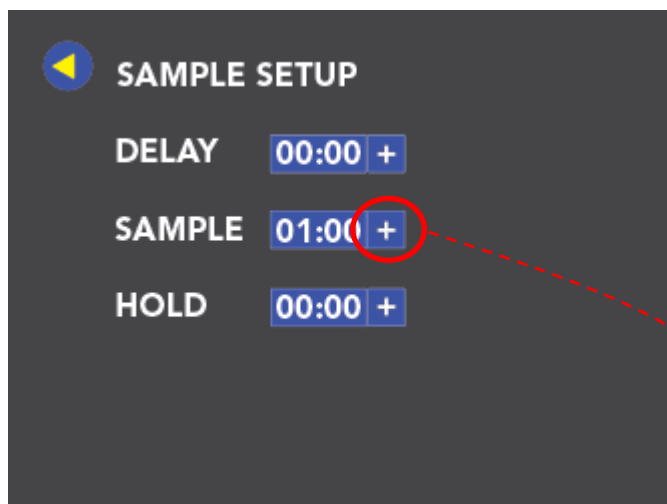 SAMPLE SETUP
DELAY 00:00 +
SAMPLE 01:00 +
HOLD 00:00 +